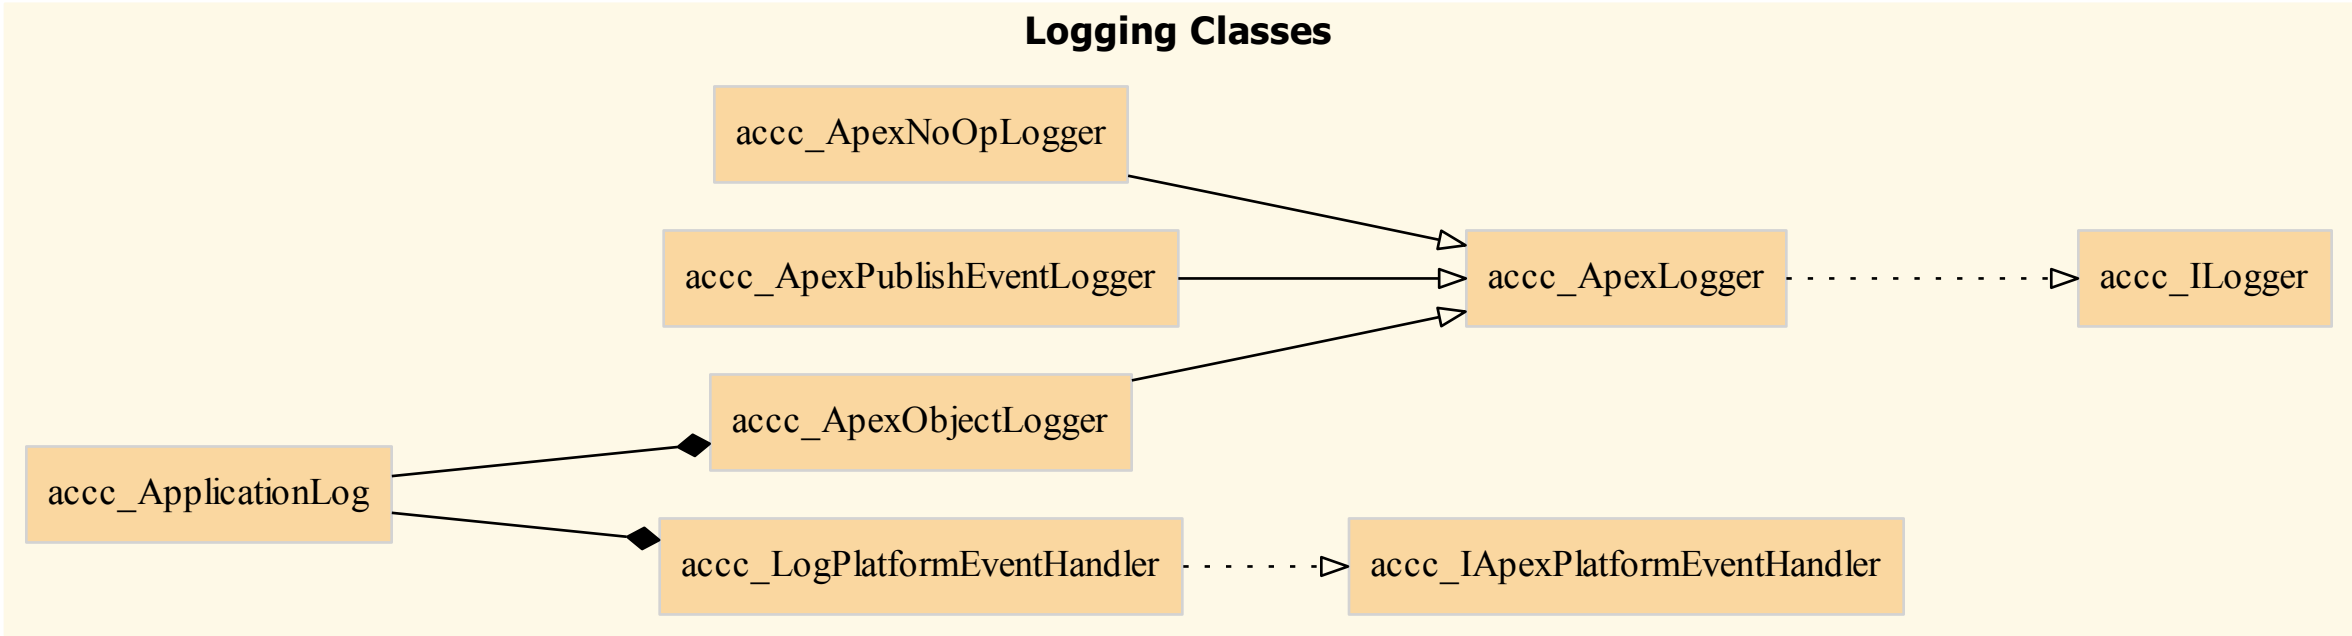 Logging Classes
accc_ApexNoOpLogger
accc_ApexPublishEventLogger
accc_ApexLogger
accc_ILogger
accc_ApexObjectLogger
accc_ApplicationLog
accc_LogPlatformEventHandler
accc_IApexPlatformEventHandler